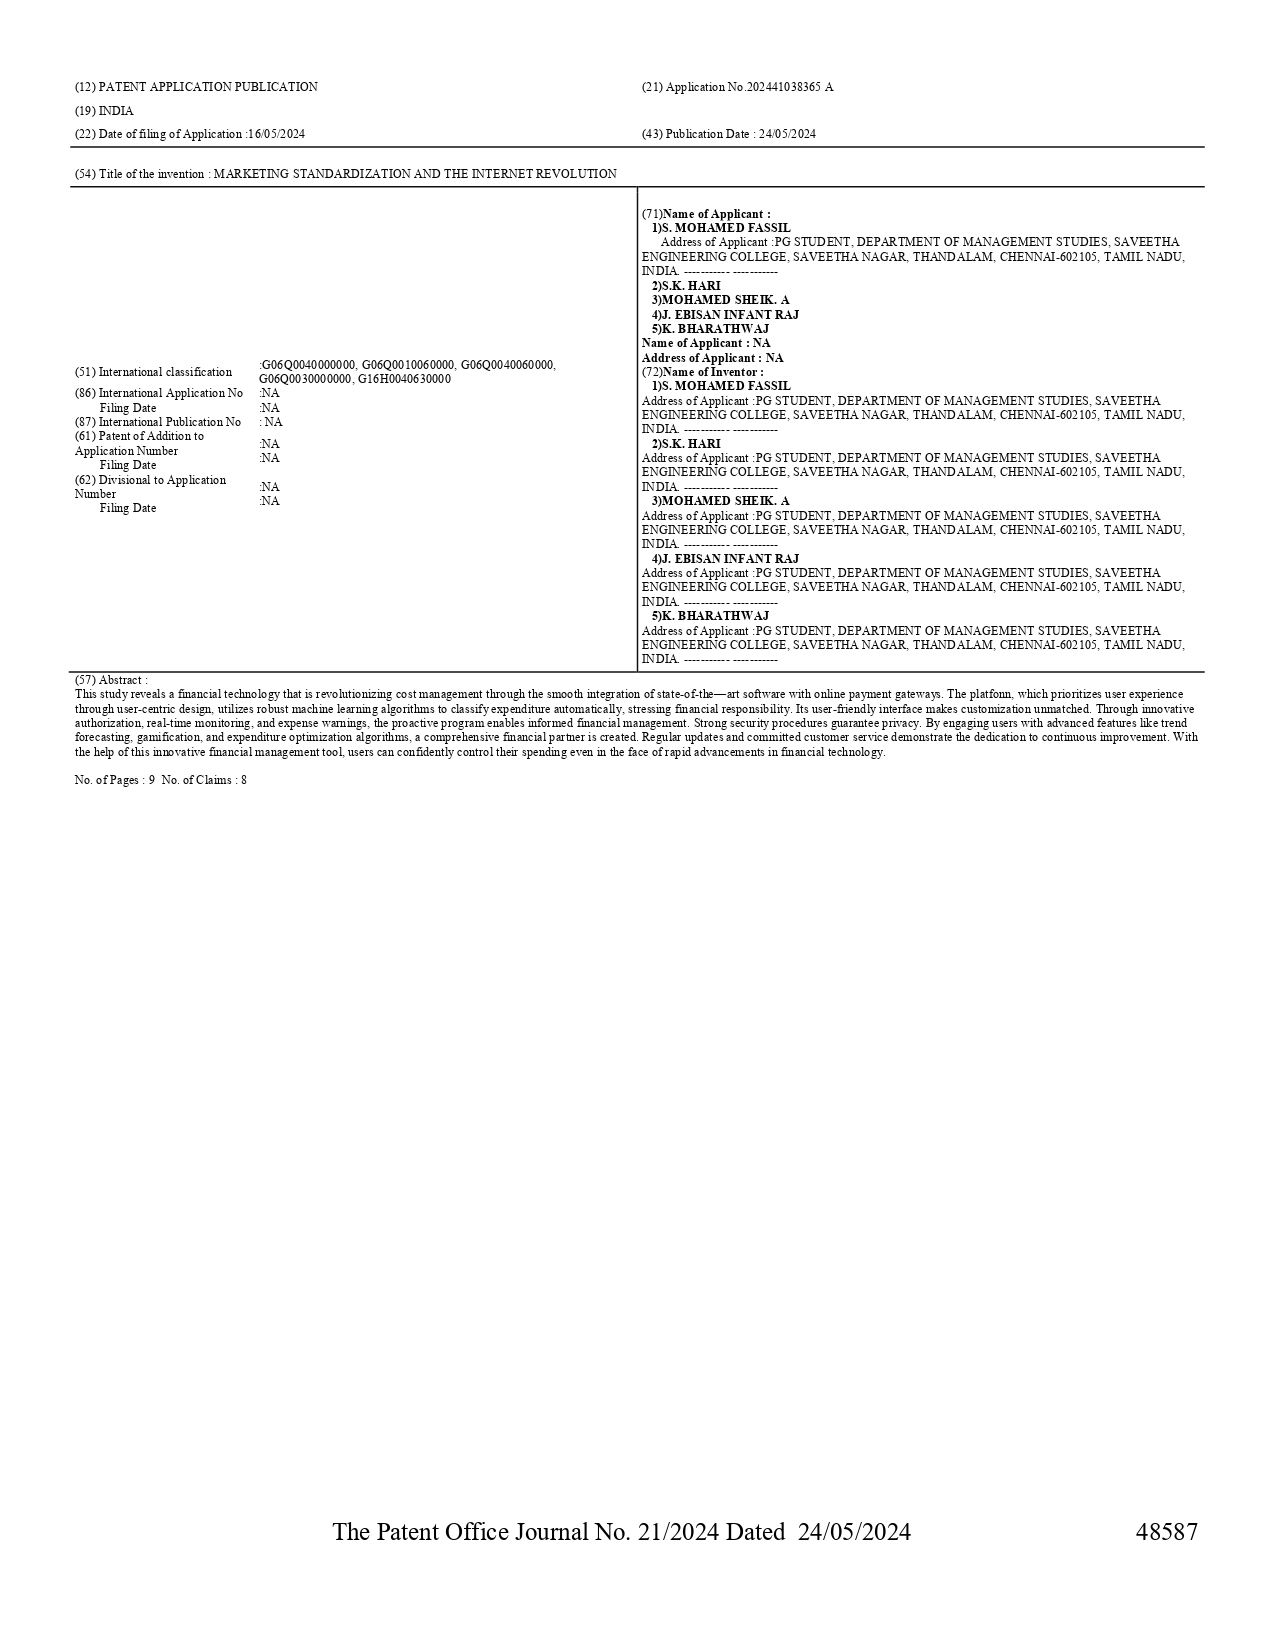 (12) PATENT APPLICATION PUBLICATION
(21) Application No.202441038365 A
(19) INDIA
(22) Date of filing of Application :16/05/2024
(43) Publication Date : 24/05/2024
(54) Title of the invention : MARKETING STANDARDIZATION AND THE INTERNET REVOLUTION
(51) International classification
:G06Q0040000000, G06Q0010060000, G06Q0040060000,
G06Q0030000000, G16H0040630000
(86) International Application No
:NA
Filing Date
:NA
(87) International Publication No
: NA
(61) Patent of Addition to
Application Number
:NA
Filing Date
:NA
(62) Divisional to Application
Number
:NA
Filing Date
:NA
(71)Name of Applicant :
1)S. MOHAMED FASSIL
Address of Applicant :PG STUDENT, DEPARTMENT OF MANAGEMENT STUDIES, SAVEETHA
ENGINEERING COLLEGE, SAVEETHA NAGAR, THANDALAM, CHENNAI-602105, TAMIL NADU,
INDIA. ----------- -----------
2)S.K. HARI
3)MOHAMED SHEIK. A
4)J. EBISAN INFANT RAJ
5)K. BHARATHWAJ
Name of Applicant : NA
Address of Applicant : NA
(72)Name of Inventor :
1)S. MOHAMED FASSIL
Address of Applicant :PG STUDENT, DEPARTMENT OF MANAGEMENT STUDIES, SAVEETHA
ENGINEERING COLLEGE, SAVEETHA NAGAR, THANDALAM, CHENNAI-602105, TAMIL NADU,
INDIA. ----------- -----------
2)S.K. HARI
Address of Applicant :PG STUDENT, DEPARTMENT OF MANAGEMENT STUDIES, SAVEETHA
ENGINEERING COLLEGE, SAVEETHA NAGAR, THANDALAM, CHENNAI-602105, TAMIL NADU,
INDIA. ----------- -----------
3)MOHAMED SHEIK. A
Address of Applicant :PG STUDENT, DEPARTMENT OF MANAGEMENT STUDIES, SAVEETHA
ENGINEERING COLLEGE, SAVEETHA NAGAR, THANDALAM, CHENNAI-602105, TAMIL NADU,
INDIA. ----------- -----------
4)J. EBISAN INFANT RAJ
Address of Applicant :PG STUDENT, DEPARTMENT OF MANAGEMENT STUDIES, SAVEETHA
ENGINEERING COLLEGE, SAVEETHA NAGAR, THANDALAM, CHENNAI-602105, TAMIL NADU,
INDIA. ----------- -----------
5)K. BHARATHWAJ
Address of Applicant :PG STUDENT, DEPARTMENT OF MANAGEMENT STUDIES, SAVEETHA
ENGINEERING COLLEGE, SAVEETHA NAGAR, THANDALAM, CHENNAI-602105, TAMIL NADU,
INDIA. ----------- -----------
(57) Abstract :
This study reveals a financial technology that is revolutionizing cost management through the smooth integration of state-of-the—art software with online payment gateways. The platfonn, which prioritizes user experience
through user-centric design, utilizes robust machine learning algorithms to classify expenditure automatically, stressing financial responsibility. Its user-friendly interface makes customization unmatched. Through innovative
authorization, real-time monitoring, and expense warnings, the proactive program enables informed financial management. Strong security procedures guarantee privacy. By engaging users with advanced features like trend
forecasting, gamification, and expenditure optimization algorithms, a comprehensive financial partner is created. Regular updates and committed customer service demonstrate the dedication to continuous improvement. With
the help of this innovative financial management tool, users can confidently control their spending even in the face of rapid advancements in financial technology.
No. of Pages : 9 No. of Claims : 8
The Patent Office Journal No. 21/2024 Dated 24/05/2024
48587